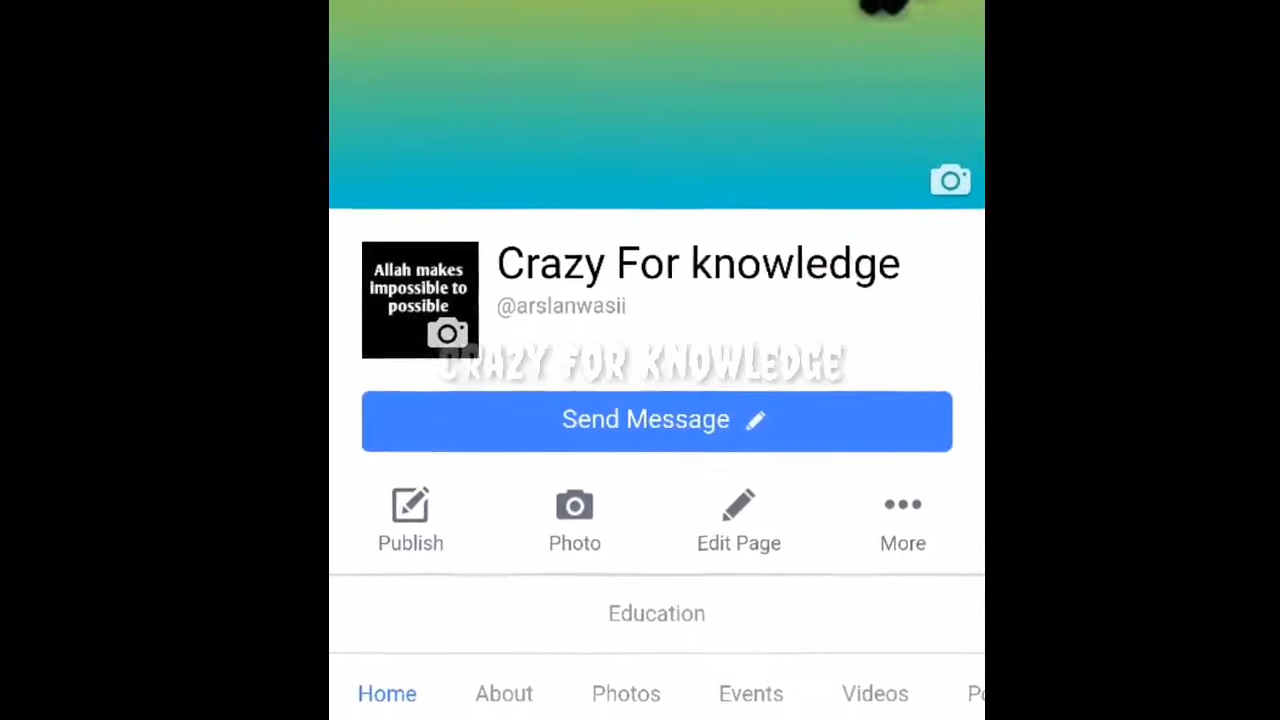 Allah makes
impossible to
possible
Crazy For knowledge
@arslanwasii
CRAZY FOR KNOWLEDGE
Send Message
Publish
Photo
Edit Page
More
Education
Home
About
Photos
Events
Videos